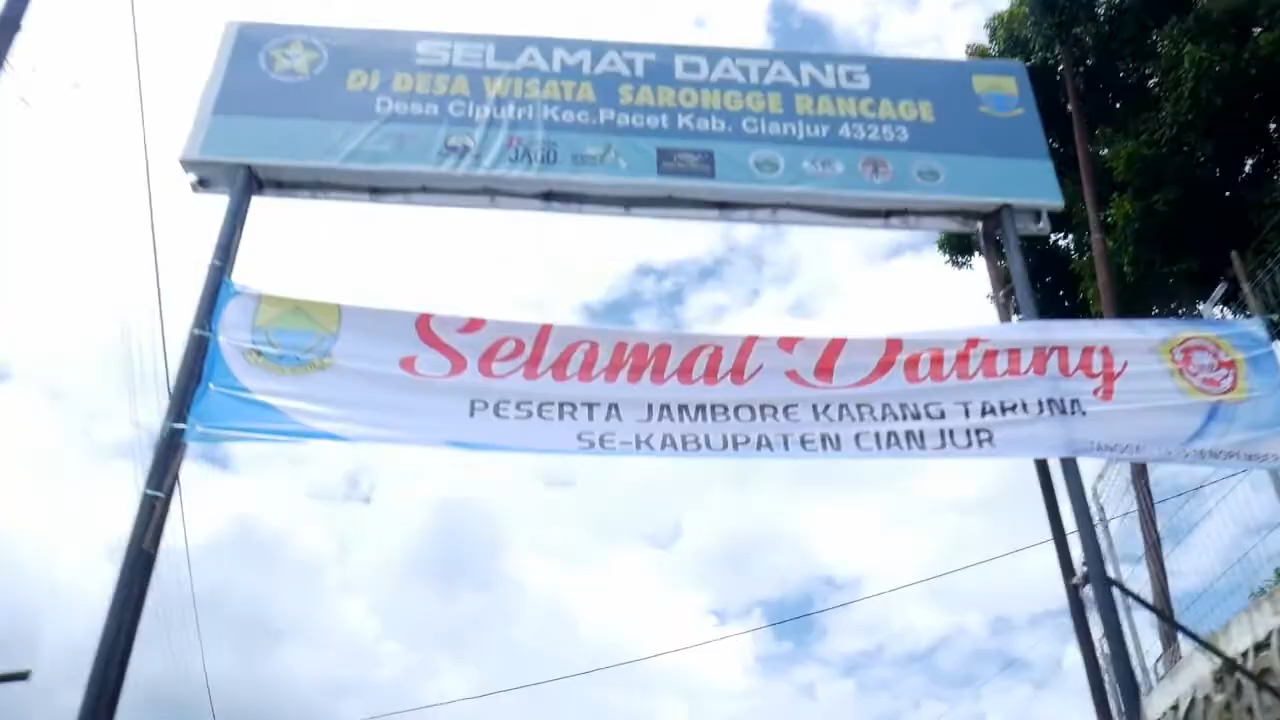 SELAMAT DATANG
DI DESA WISATA SARONGGE RANCAGE
Desa Ciputri Kec.Pacet Kab. Cianjur 43253
JAGO
Selamat Datang
PESERTA JAMBORE KARANG TARUNA
SE-KABUPATEN CIANJUR